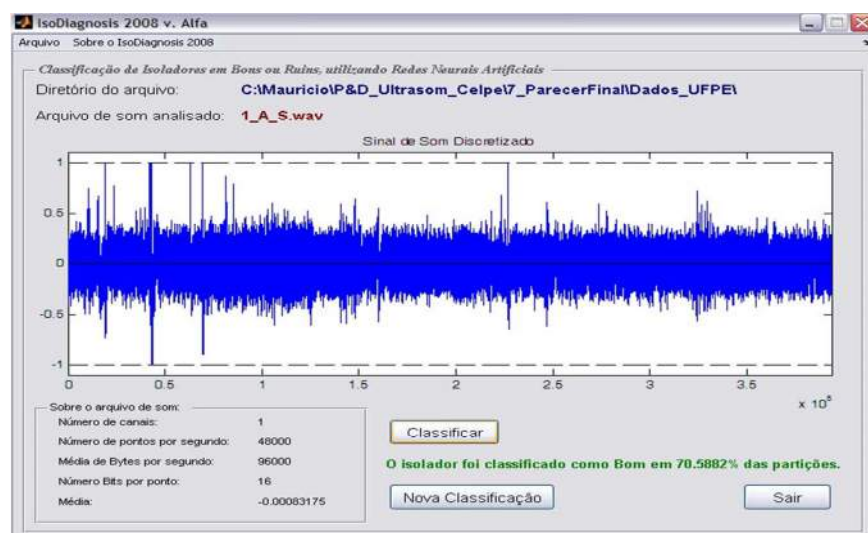 IsoDiagnosis 2008 v. Alfa
Arquivo Sobre o IsoDiagnosis 2008
Classificação de Isoladores em Bons ou Ruins, utilizando Redes Neurais Artificiais
Diretório do arquivo: C:\Mauricio\P&D_Ultrasom_Celpe\7_ParecerFinal\Dados_UFPE\
Arquivo de som analisado: 1_A_S.wav
Sinal de Som Discretizado
1
0.5
0
-0.5
-1
0 0.5 1 1.5 2 2.5 3 3.5
x 10⁵
Sobre o arquivo de som:
Número de canais: 1
Número de pontos por segundo: 48000
Média de Bytes por segundo: 96000
Número Bits por ponto: 16
Média: -0.00083175
Classificar
O isolador foi classificado como Bom em 70.5882% das partições.
Nova Classificação
Sair